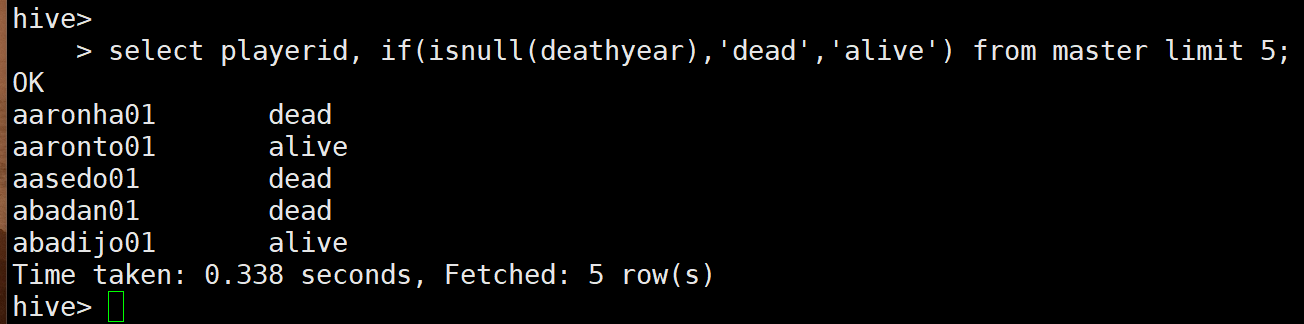 hive>
    > select playerid, if(isnull(deathyear),'dead','alive') from master limit 5;
OK
aaronha01       dead
aaronto01       alive
aasedo01        dead
abadan01        dead
abadijo01       alive
Time taken: 0.338 seconds, Fetched: 5 row(s)
hive>